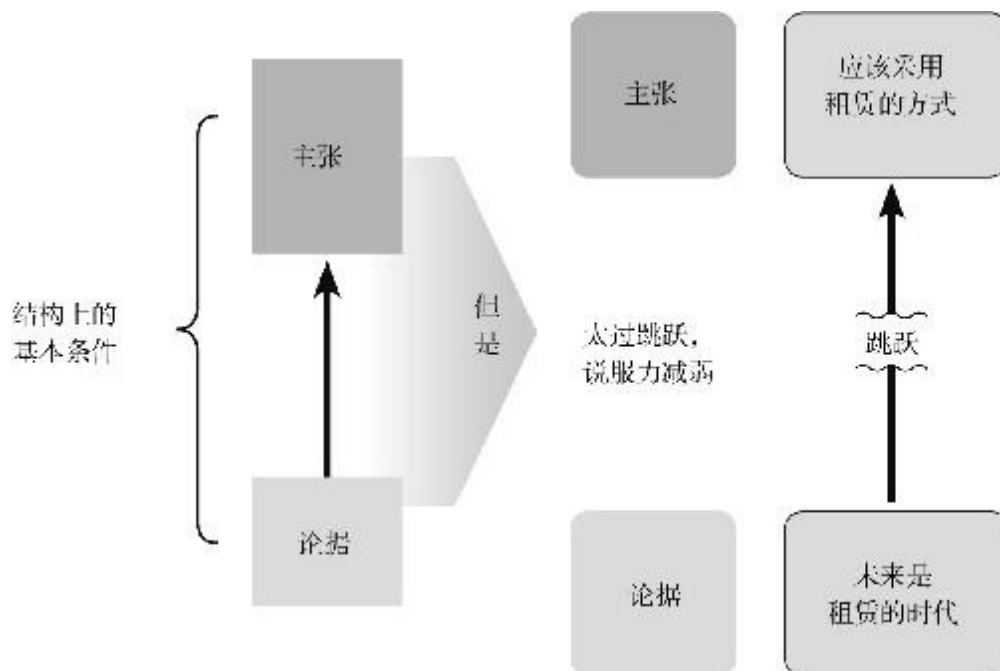 结构上的
基本条件
主张
论据
但
是
主张
太过跳跃，
说服力减弱
论据
应该采用
租赁的方式
跳跃
未来是
租赁的时代